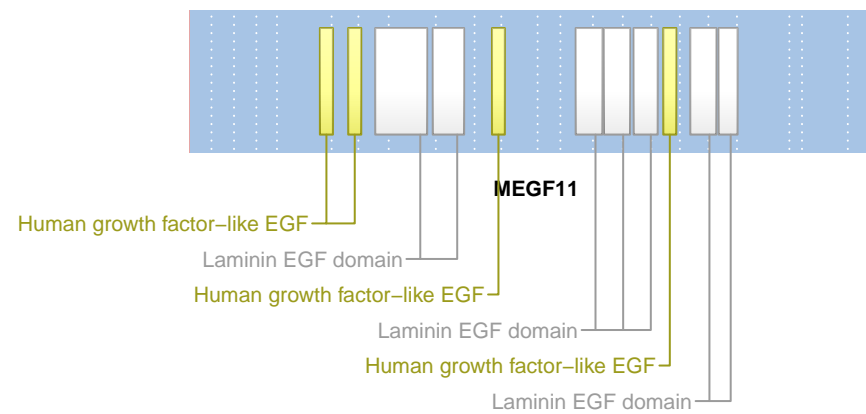 MEGF11
Human growth factor−like EGF
Laminin EGF domain
Human growth factor−like EGF
Laminin EGF domain
Human growth factor−like EGF
Laminin EGF domain